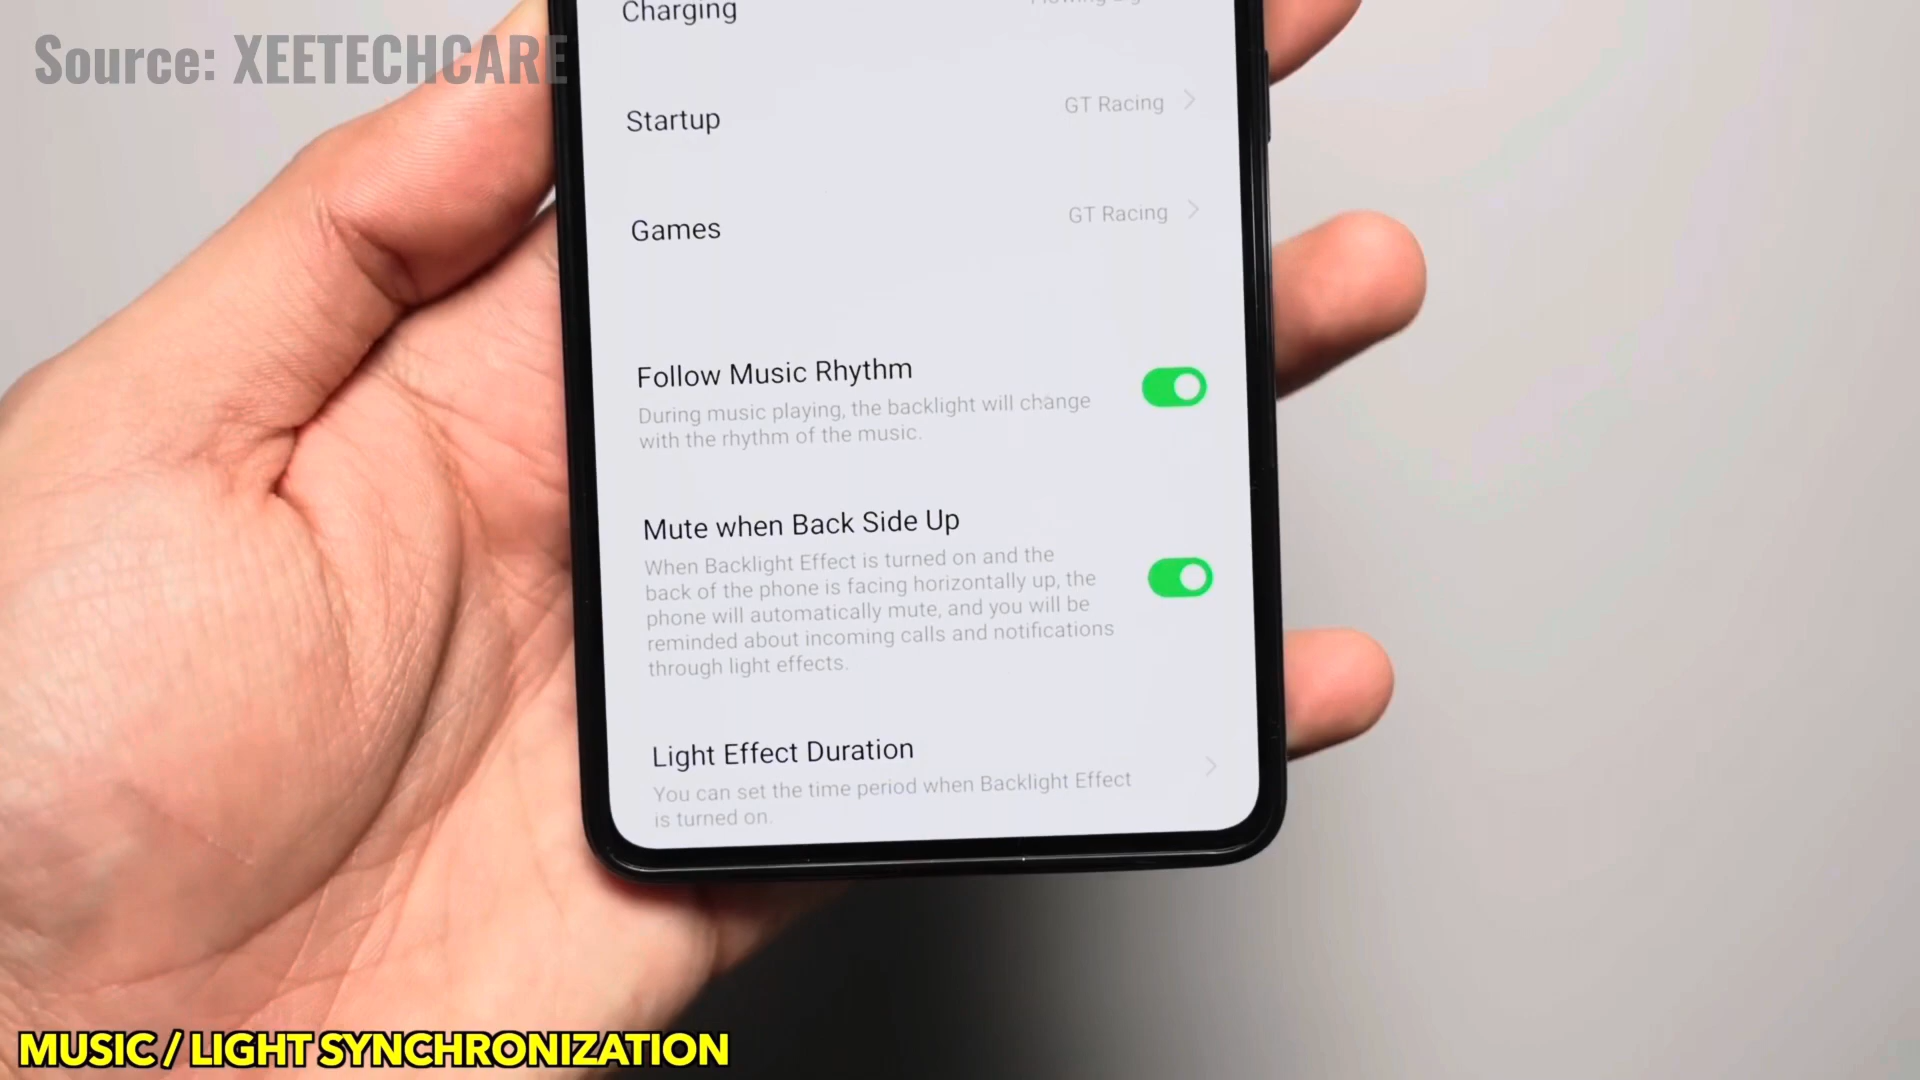 Source: XEETECHCARE
Charging
Startup
GT Racing
Games
GT Racing
Follow Music Rhythm
During music playing, the backlight will change
with the rhythm of the music.
Mute when Back Side Up
When Backlight Effect is turned on and the
back of the phone is facing horizontally up, the
phone will automatically mute, and you will be
reminded about incoming calls and notifications
through light effects.
Light Effect Duration
You can set the time period when Backlight Effect
is turned on.
MUSIC / LIGHT SYNCHRONIZATION